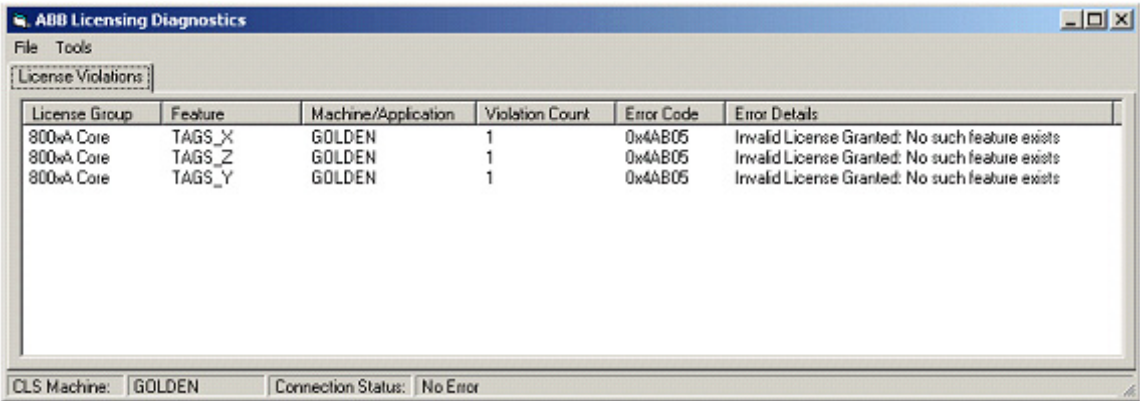 ABB Licensing Diagnostics
File Tools
License Violations
License Group Feature Machine/Application Violation Count Error Code Error Details
800xA Core TAGS_X GOLDEN 1 0x4AB05 Invalid License Granted: No such feature exists
800xA Core TAGS_Z GOLDEN 1 0x4AB05 Invalid License Granted: No such feature exists
800xA Core TAGS_Y GOLDEN 1 0x4AB05 Invalid License Granted: No such feature exists
CLS Machine: GOLDEN Connection Status: No Error